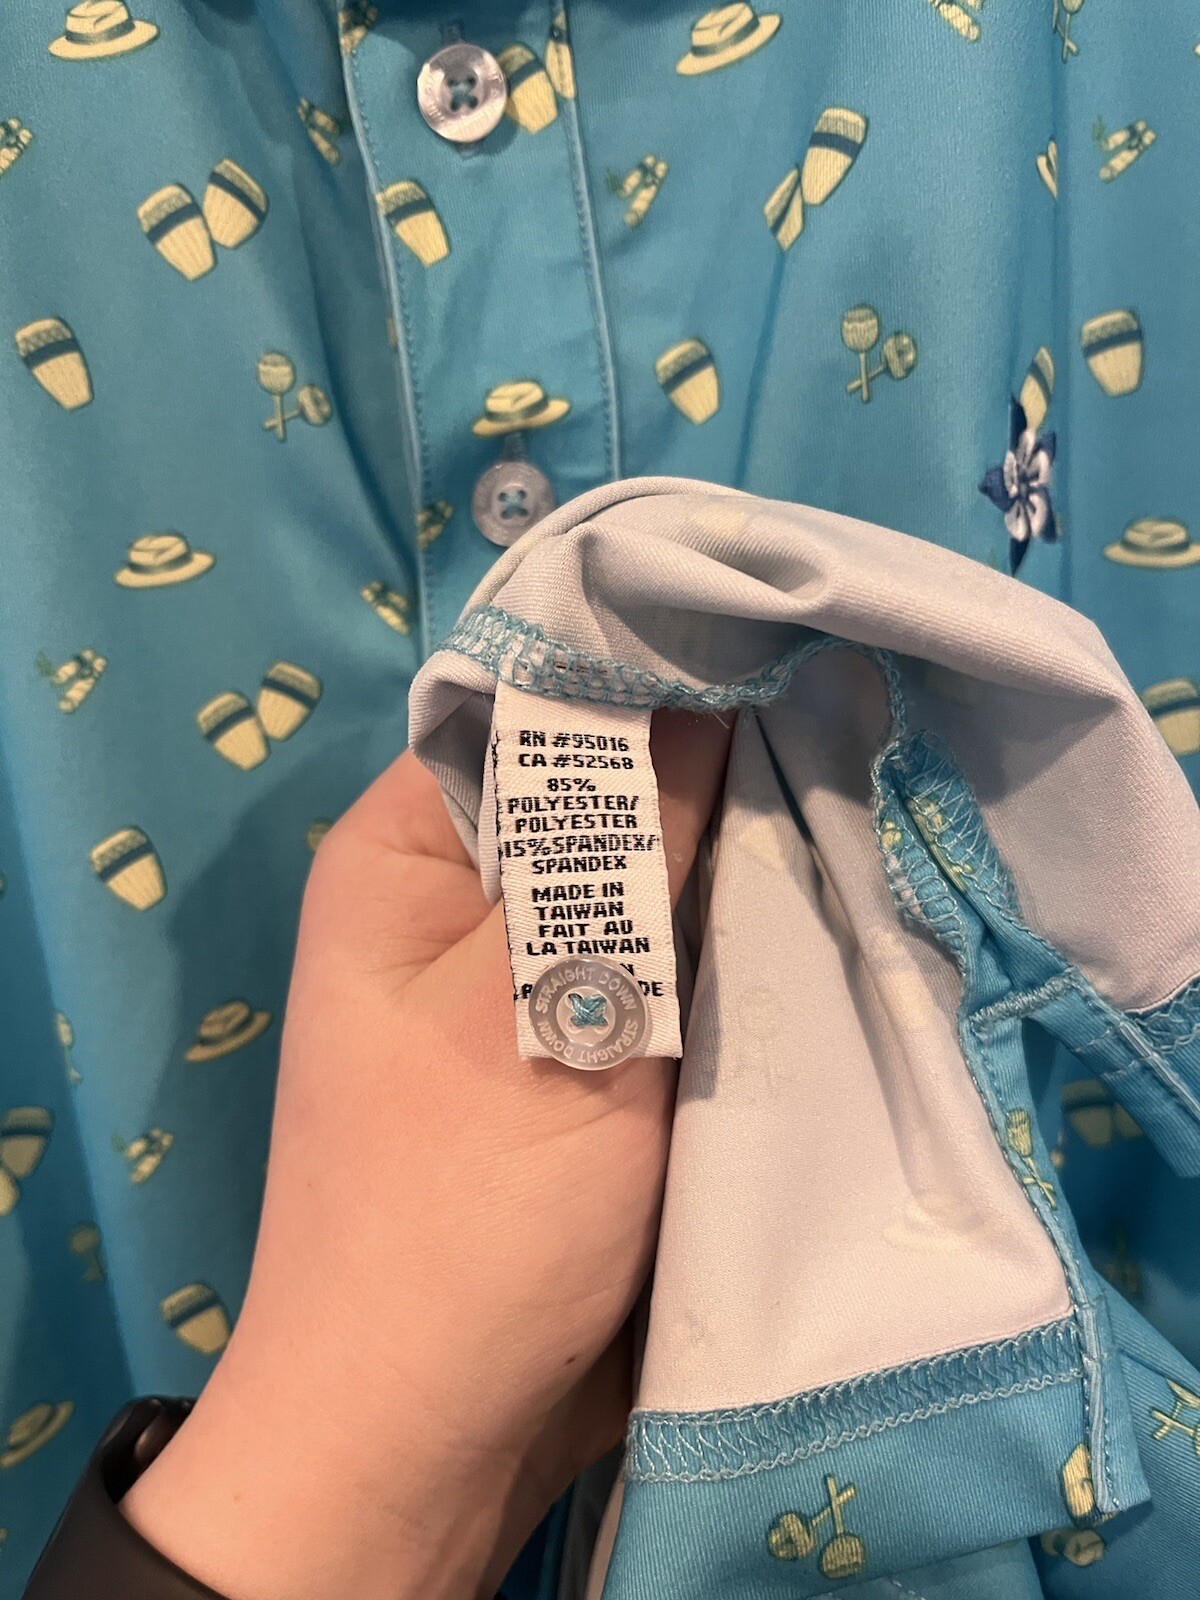 RN #95016
CA #52568
85%
POLYESTER/
POLYESTER
15%SPANDEX/
SPANDEX
MADE IN
TAIWAN
FAIT AU
LA TAIWAN
DE
STRAIGHT DOWN STRAIGHT DOWN